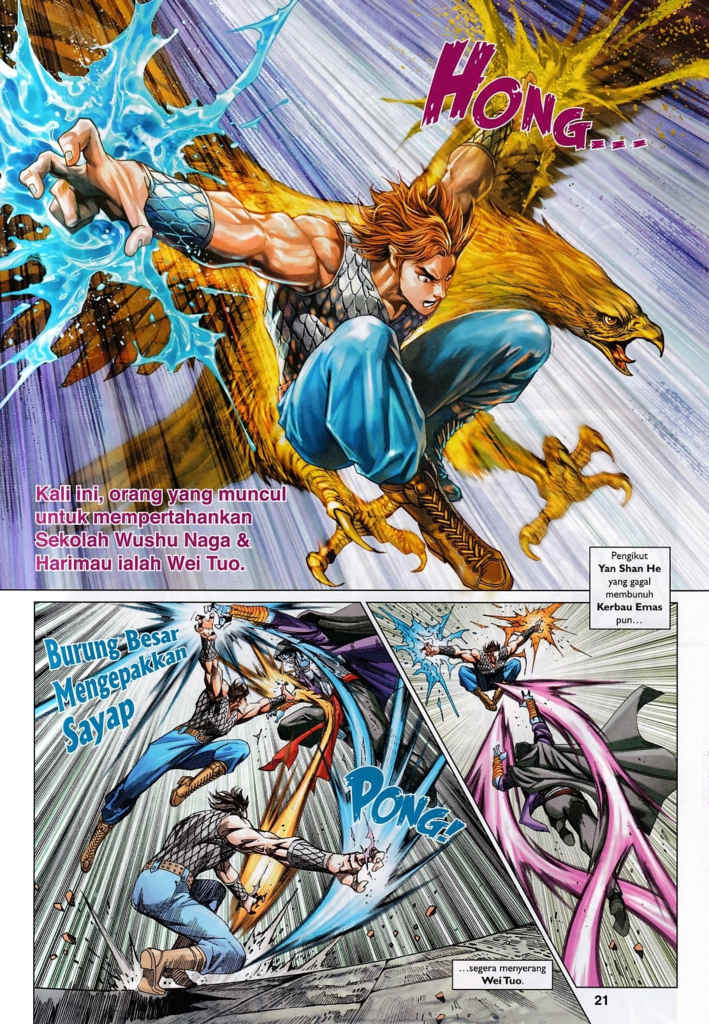 HONG...
Kali ini, orang yang muncul
untuk mempertahankan
Sekolah Wushu Naga &
Harimau ialah Wei Tuo.
Pengikut
Yan Shan He
yang gagal
membunuh
Kerbau Emas
pun...
Burung Besar
Mengepakkan
Sayap
PONG!
...segera menyerang
Wei Tuo.
21